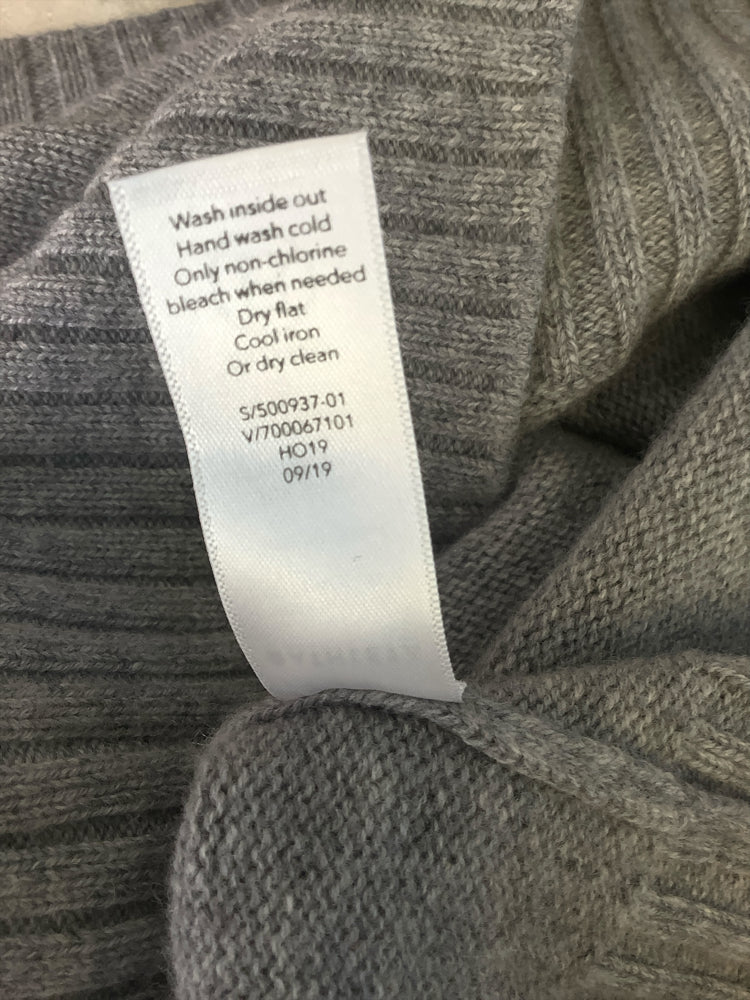 Wash inside out
Hand wash cold
Only non-chlorine
bleach when needed
Dry flat
Cool iron
Or dry clean
S/500937-01
V/700067101
HO19
09/19